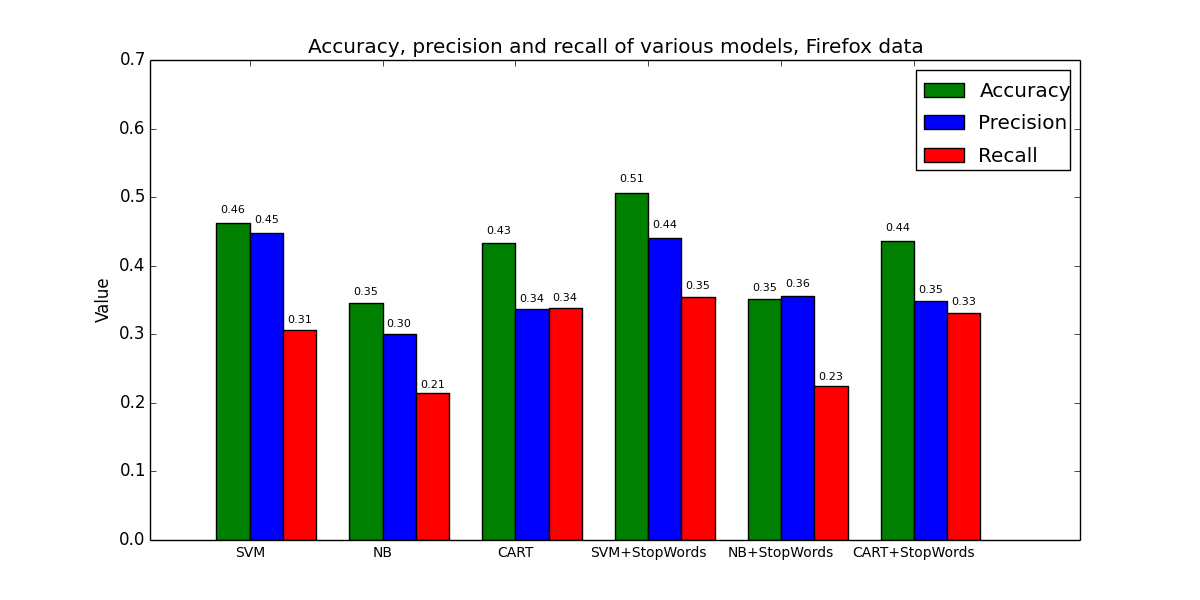 Accuracy, precision and recall of various models, Firefox data
0.7
0.6
0.5
0.4
0.3
0.2
0.1
0.0
Value
Accuracy
Precision
Recall
0.46
0.45
0.31
0.35
0.30
0.21
0.43
0.34
0.34
0.51
0.44
0.35
0.35
0.36
0.23
0.44
0.35
0.33
SVM
NB
CART
SVM+StopWords
NB+StopWords
CART+StopWords